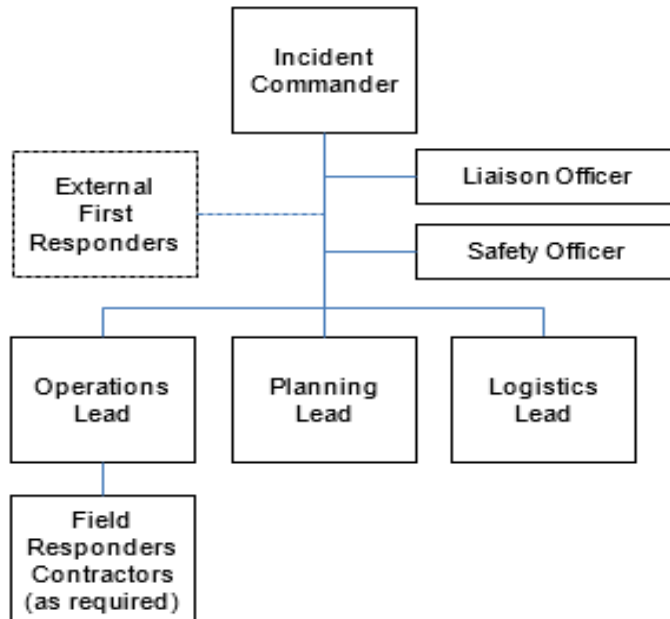 Incident
Commander
External
First
Responders
Liaison Officer
Safety Officer
Operations
Lead
Planning
Lead
Logistics
Lead
Field
Responders
Contractors
(as required)